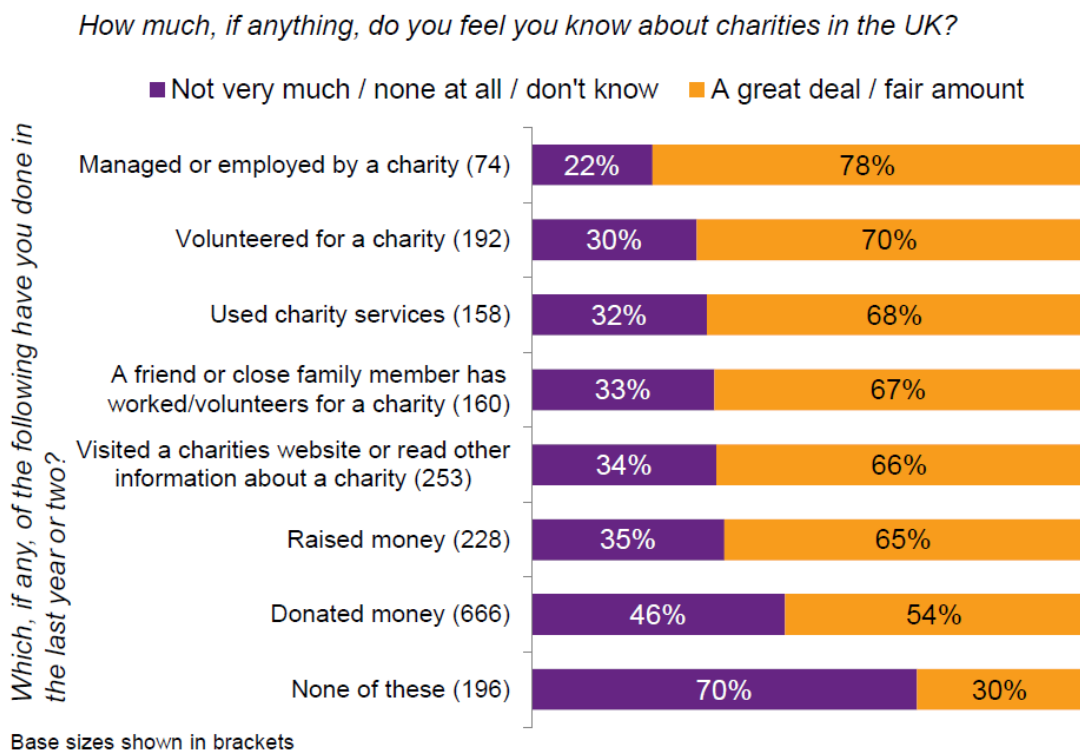 How much, if anything, do you feel you know about charities in the UK?
Not very much / none at all / don't know A great deal / fair amount
Which, if any, of the following have you done in
the last year or two?
Managed or employed by a charity (74) 22% 78%
Volunteered for a charity (192) 30% 70%
Used charity services (158) 32% 68%
A friend or close family member has
worked/volunteers for a charity (160) 33% 67%
Visited a charities website or read other
information about a charity (253) 34% 66%
Raised money (228) 35% 65%
Donated money (666) 46% 54%
None of these (196) 70% 30%
Base sizes shown in brackets